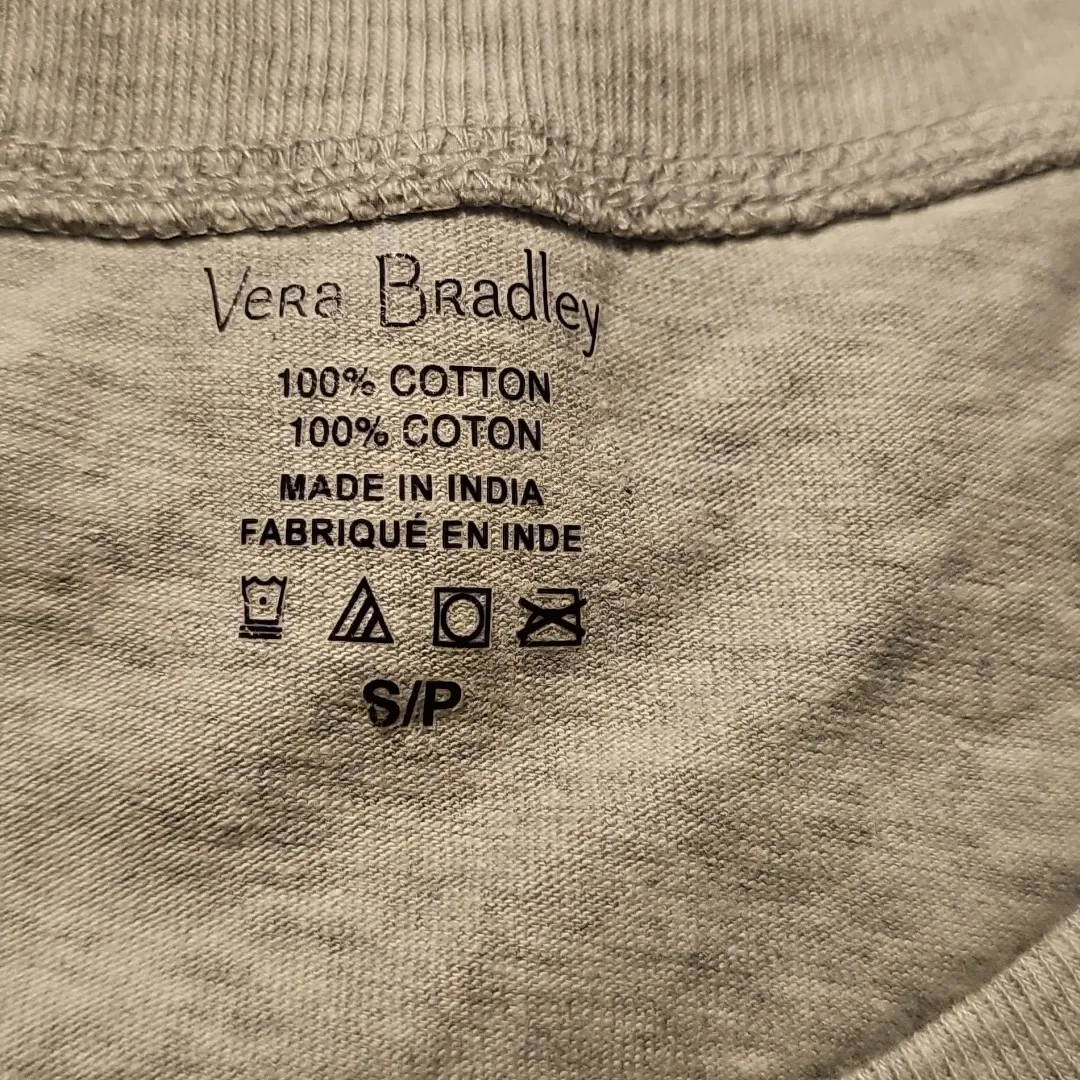 Vera Bradley
100% COTTON
100% COTON
MADE IN INDIA
FABRIQUÉ EN INDE
S/P